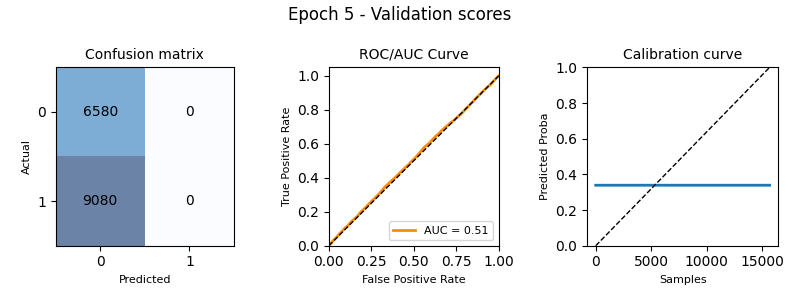 Epoch 5 - Validation scores
Confusion matrix
Actual
0
1
6580
0
9080
0
0
1
Predicted
ROC/AUC Curve
True Positive Rate
1.0
0.8
0.6
0.4
0.2
0.0
AUC = 0.51
0.00
0.25
0.50
0.75
1.00
False Positive Rate
Calibration curve
Predicted Proba
1.0
0.8
0.6
0.4
0.2
0.0
0
5000
10000
15000
Samples